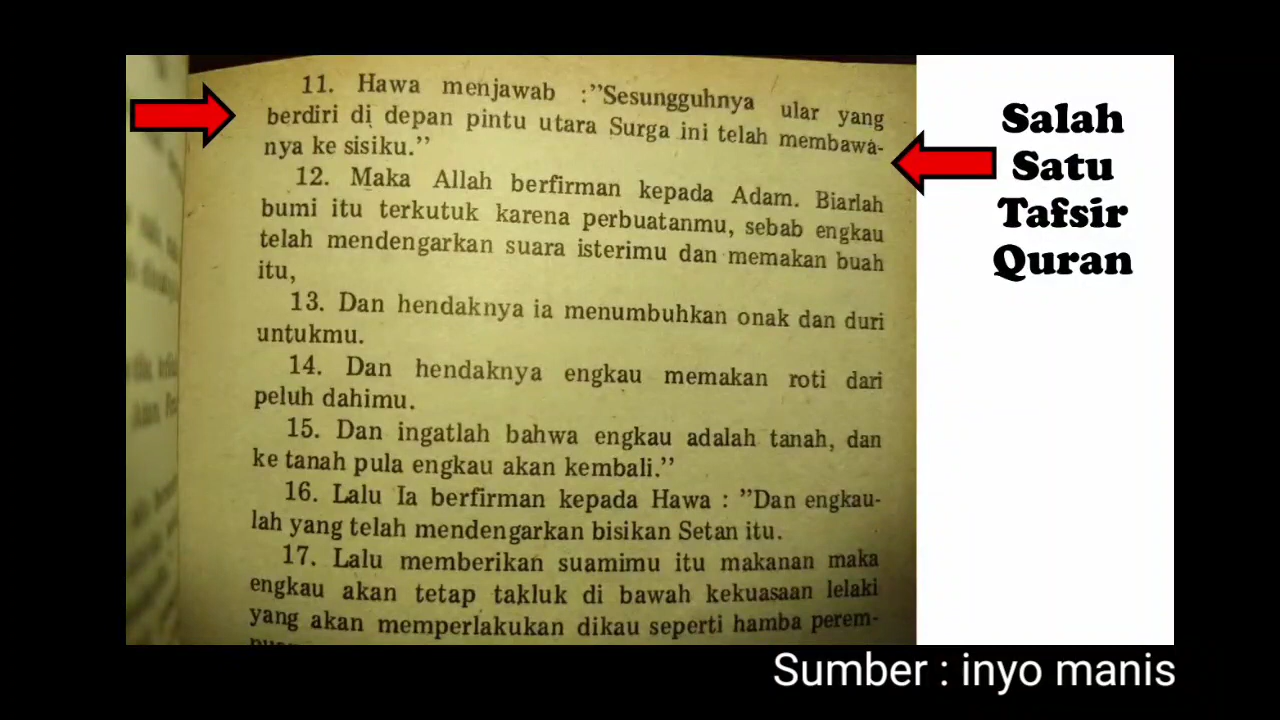 11. Hawa menjawab :"Sesungguhnya ular yang
berdiri di depan pintu utara Surga ini telah membawa-
nya ke sisiku."
12. Maka Allah berfirman kepada Adam. Biarlah
bumi itu terkutuk karena perbuatanmu, sebab engkau
telah mendengarkan suara isterimu dan memakan buah
itu,
13. Dan hendaknya ia menumbuhkan onak dan duri
untukmu.
14. Dan hendaknya engkau memakan roti dari
peluh dahimu.
15. Dan ingatlah bahwa engkau adalah tanah, dan
ke tanah pula engkau akan kembali."
16. Lalu Ia berfirman kepada Hawa : "Dan engkau-
lah yang telah mendengarkan bisikan Setan itu.
17. Lalu memberikan suamimu itu makanan maka
engkau akan tetap takluk di bawah kekuasaan lelaki
yang akan memperlakukan dikau seperti hamba perem-
Salah
Satu
Tafsir
Quran
Sumber : inyo manis